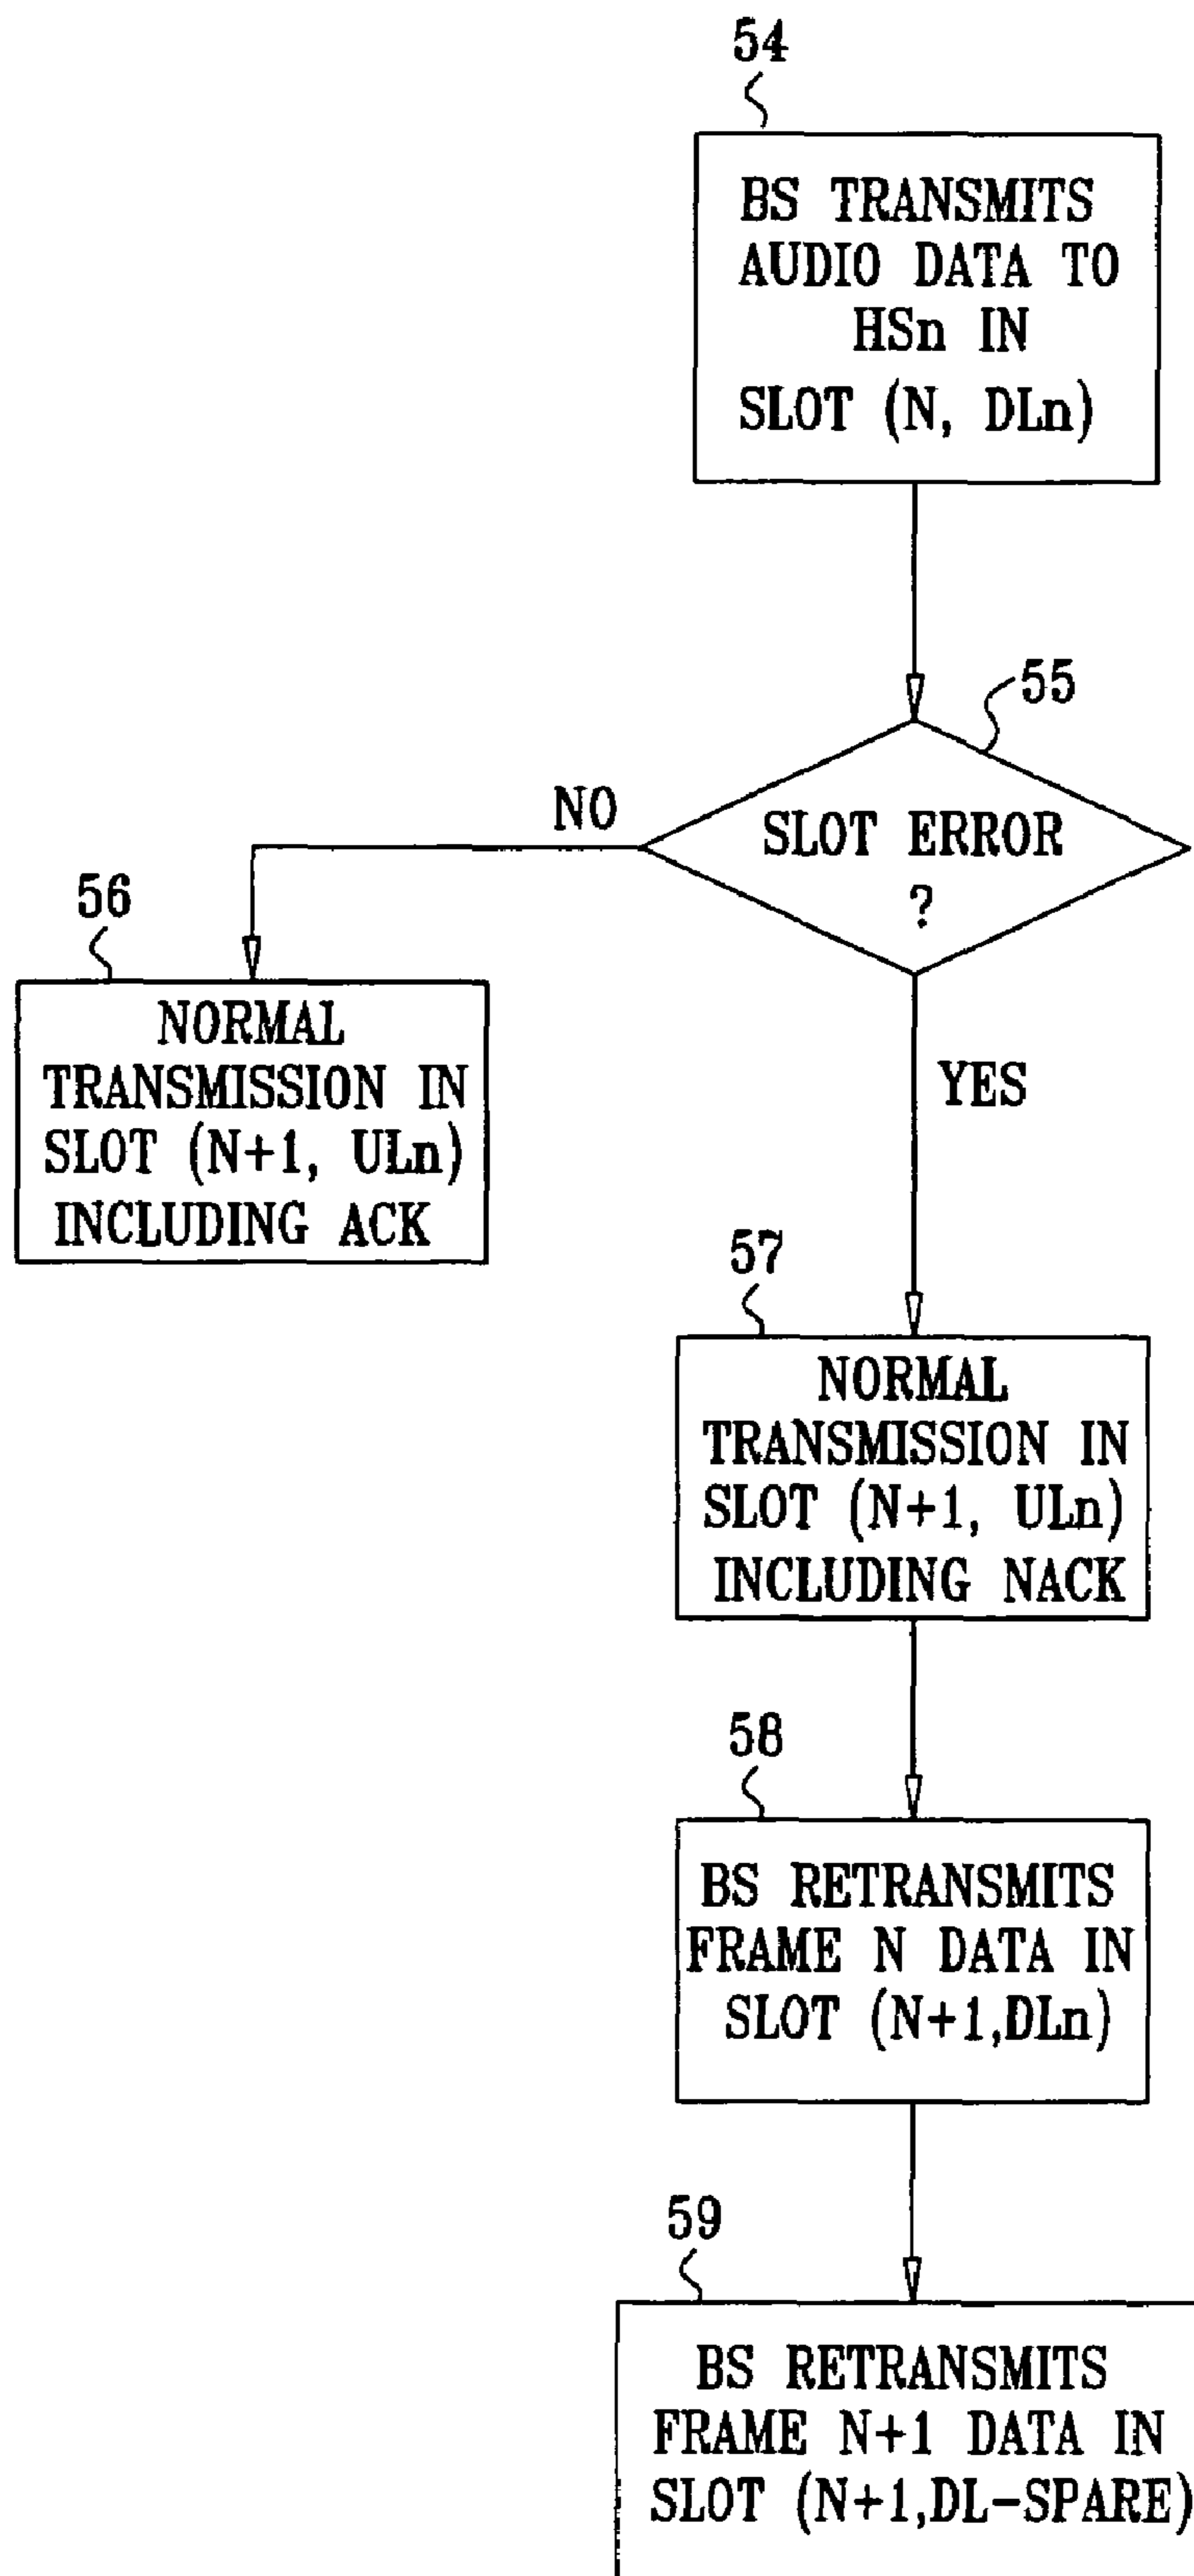 54
BS TRANSMITS
AUDIO DATA TO
HSn IN
SLOT (N, DLn)
55
SLOT ERROR
?
NO
56
NORMAL
TRANSMISSION IN
SLOT (N+1, ULn)
INCLUDING ACK
YES
57
NORMAL
TRANSMISSION IN
SLOT (N+1, ULn)
INCLUDING NACK
58
BS RETRANSMITS
FRAME N DATA IN
SLOT (N+1,DLn)
59
BS RETRANSMITS
FRAME N+1 DATA IN
SLOT (N+1,DL-SPARE)